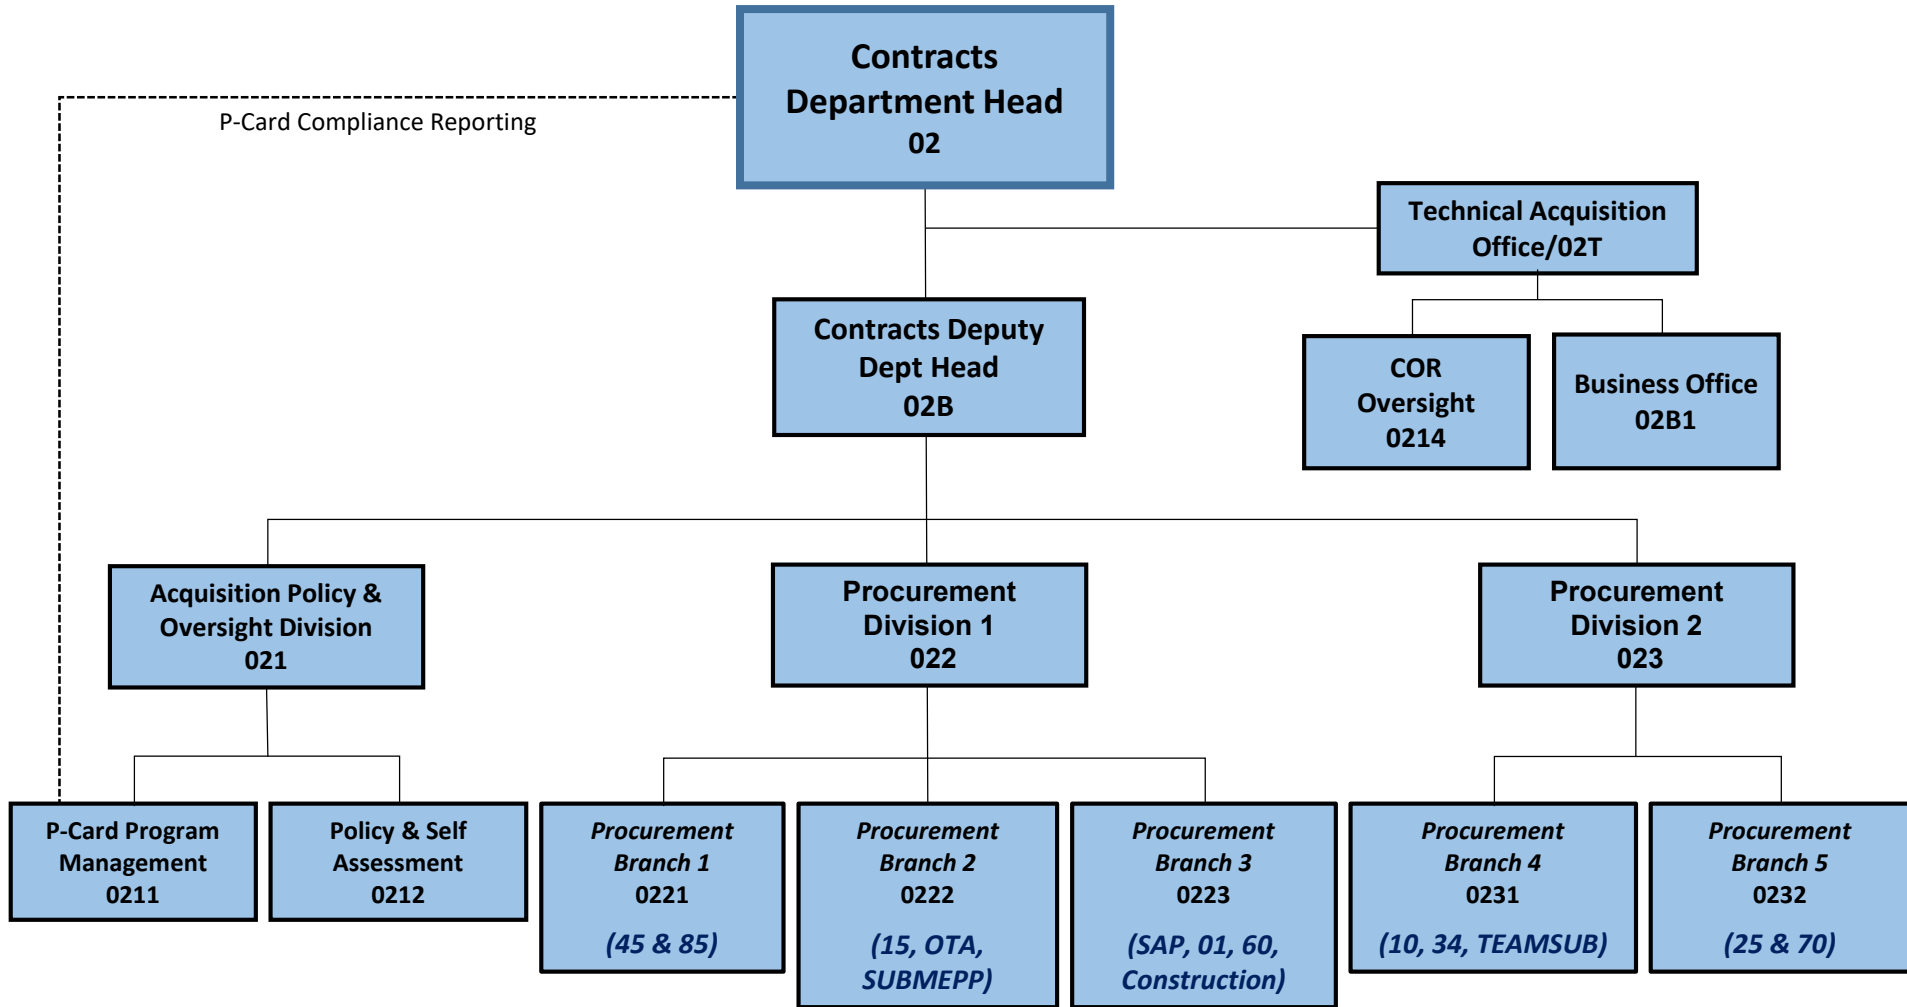 Contracts
Department Head
02
P-Card Compliance Reporting
Technical Acquisition
Office/02T
Contracts Deputy
Dept Head
02B
COR
Oversight
0214
Business Office
02B1
Acquisition Policy &
Oversight Division
021
Procurement
Division 1
022
Procurement
Division 2
023
P-Card Program
Management
0211
Policy & Self
Assessment
0212
Procurement
Branch 1
0221
(45 & 85)
Procurement
Branch 2
0222
(15, OTA,
SUBMEPP)
Procurement
Branch 3
0223
(SAP, 01, 60,
Construction)
Procurement
Branch 4
0231
(10, 34, TEAMSUB)
Procurement
Branch 5
0232
(25 & 70)